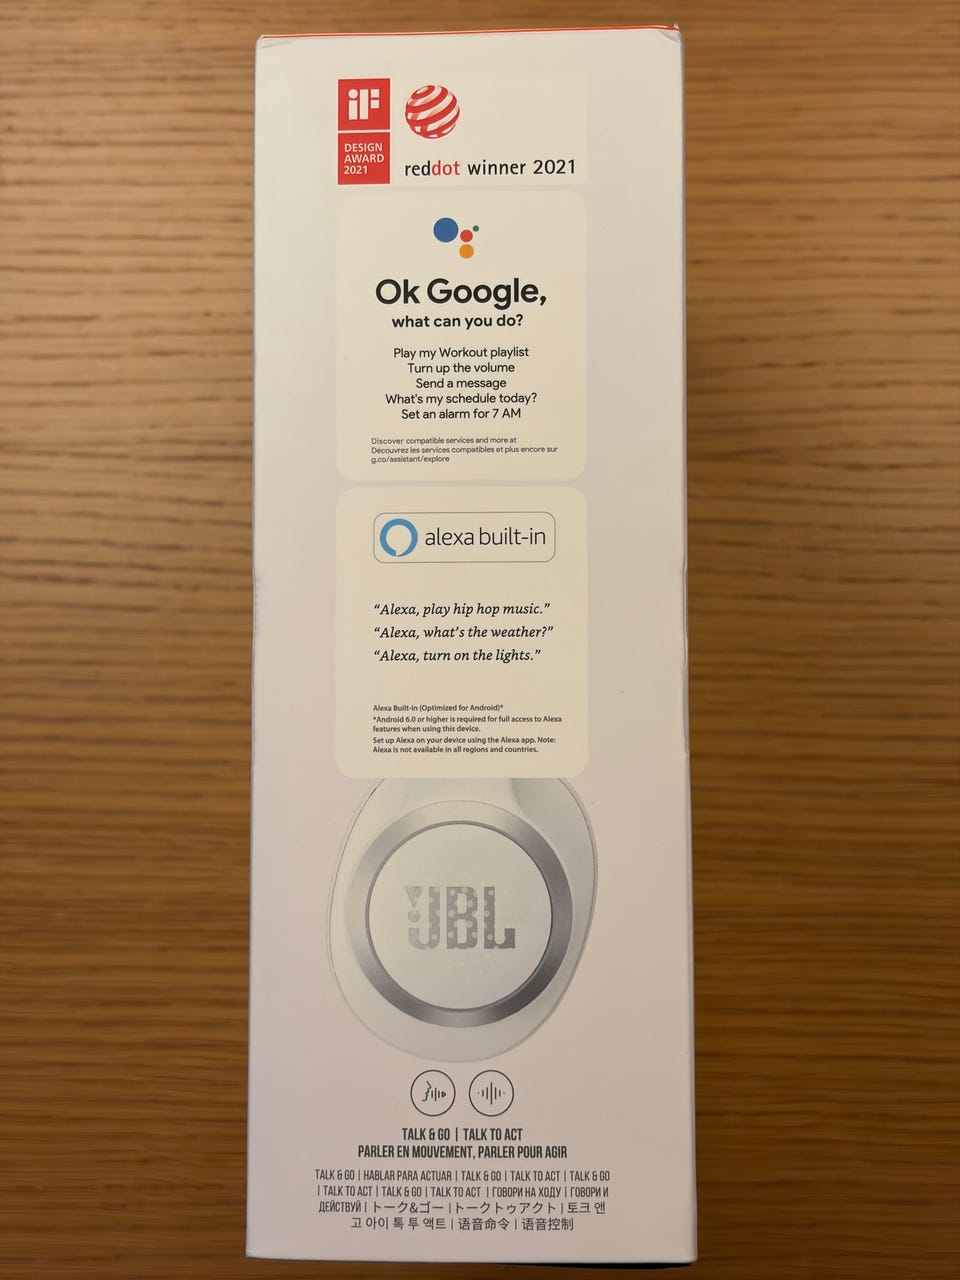 iF
DESIGN
AWARD
2021
reddot winner 2021
Ok Google,
what can you do?
Play my Workout playlist
Turn up the volume
Send a message
What's my schedule today?
Set an alarm for 7 AM
Discover compatible services and more at
Découvrez les services compatibles et plus encore sur
g.co/assistant/explore
alexa built-in
“Alexa, play hip hop music.”
“Alexa, what's the weather?”
“Alexa, turn on the lights.”
Alexa Built-in (Optimized for Android)*
*Android 6.0 or higher is required for full access to Alexa
features when using this device.
Set up Alexa on your device using the Alexa app. Note:
Alexa is not available in all regions and countries.
JBL
TALK & GO | TALK TO ACT
PARLER EN MOUVEMENT, PARLER POUR AGIR
TALK & GO | HABLAR PARA ACTUAR | TALK & GO | TALK TO ACT | TALK & GO
| TALK TO ACT | TALK & GO | TALK TO ACT | ГОВОРИ НА ХОДУ | ГОВОРИ И
ДЕЙСТВУЙ | トーク&ゴー | トークトゥアクト | 토크 앤
고 아이 톡 투 액트 | 语音命令 | 语音控制